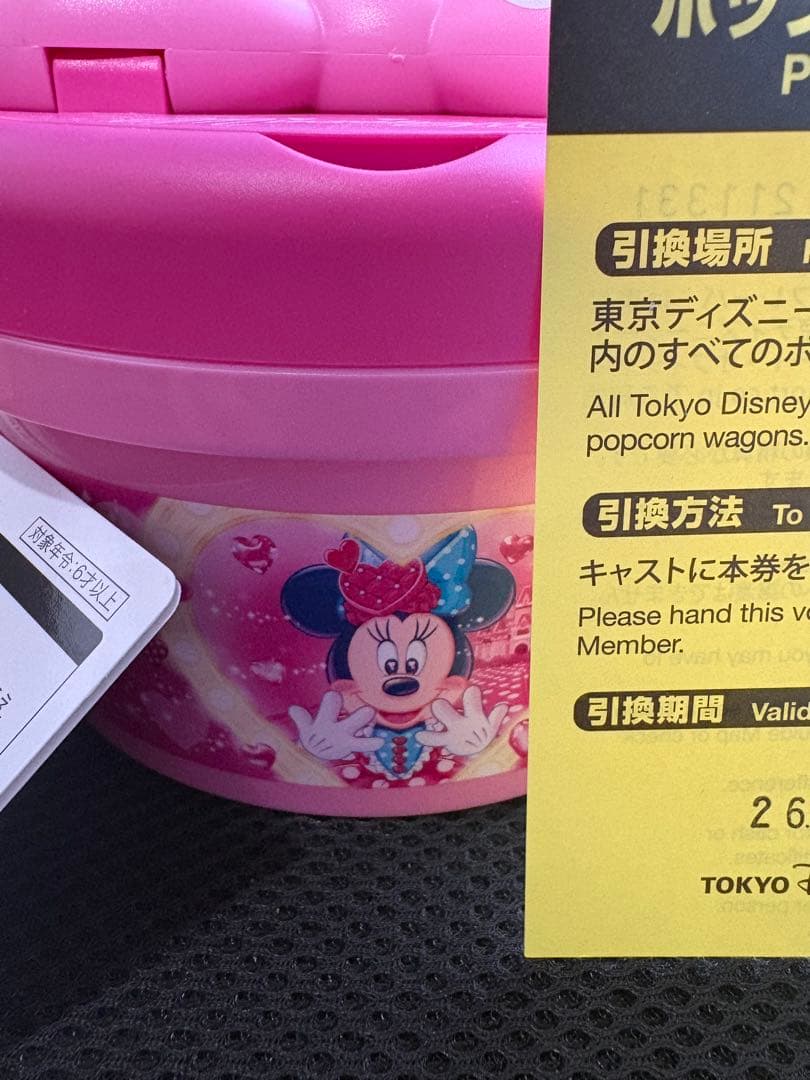 ポッ
P
引換場所
東京ディズニー
内のすべてのポ
All Tokyo Disney
popcorn wagons.
引換方法 To
キャストに本券を
Please hand this vo
Member.
引換期間 Valid
26.
TOKYO
対象年令:6才以上